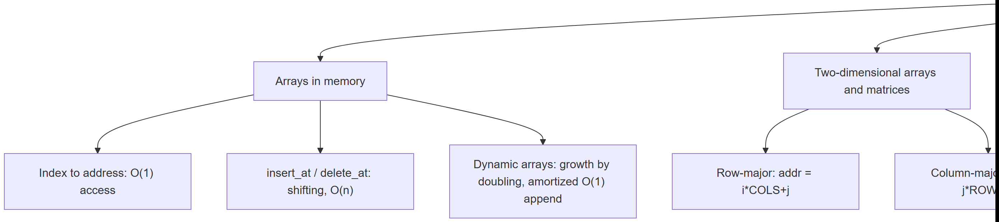 Arrays in memory
Two-dimensional arrays
and matrices
Index to address: O(1)
access
insert_at / delete_at:
shifting, O(n)
Dynamic arrays: growth by
doubling, amortized O(1)
append
Row-major: addr =
i*COLS+j